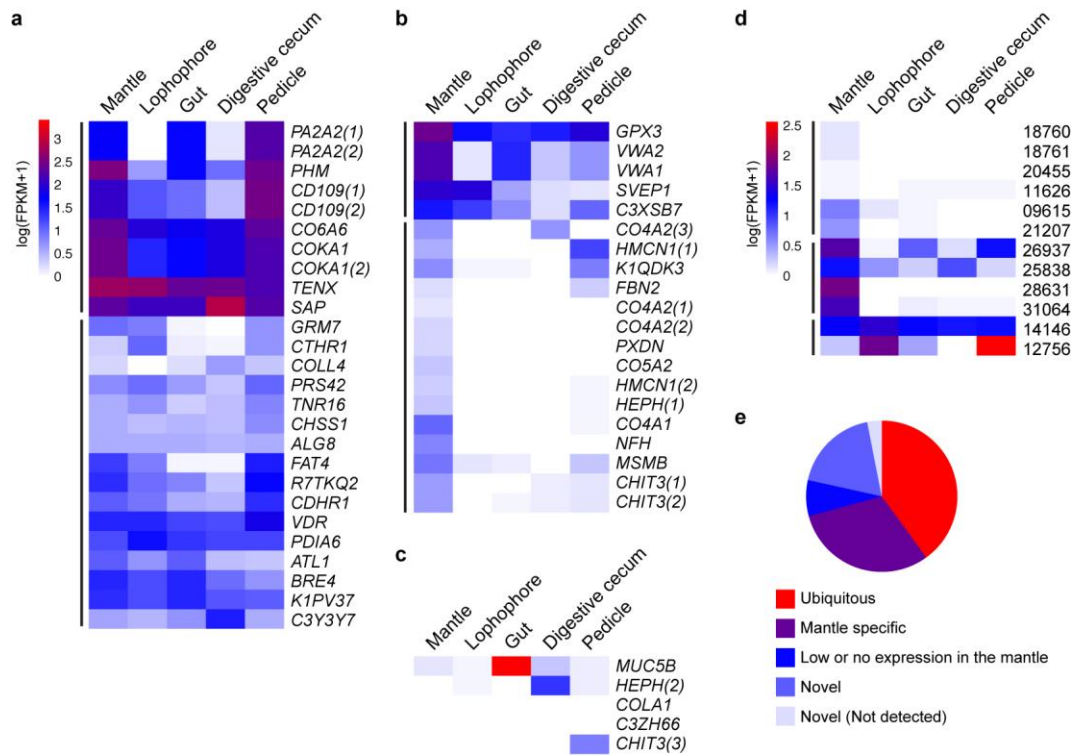 a
Mantle
Lophophore
Gut
Digestive cecum
Pedicle
log(FPKM+1)
3
2.5
2
1.5
1
0.5
0
PA2A2(1)
PA2A2(2)
PHM
CD109(1)
CD109(2)
CO6A6
COKA1
COKA1(2)
TENX
SAP
GRM7
CTHR1
COLL4
PRS42
TNR16
CHSS1
ALG8
FAT4
R7TKQ2
CDHR1
VDR
PDIA6
ATL1
BRE4
K1PV37
C3Y3Y7
b
Mantle
Lophophore
Gut
Digestive cecum
Pedicle
GPX3
VWA2
VWA1
SVEP1
C3XSB7
CO4A2(3)
HMCN1(1)
K1QDK3
FBN2
CO4A2(1)
CO4A2(2)
PXDN
CO5A2
HMCN1(2)
HEPH(1)
CO4A1
NFH
MSMB
CHIT3(1)
CHIT3(2)
c
Mantle
Lophophore
Gut
Digestive cecum
Pedicle
MUC5B
HEPH(2)
COLA1
C3ZH66
CHIT3(3)
d
Mantle
Lophophore
Gut
Digestive cecum
Pedicle
log(FPKM+1)
2.5
2
1.5
1
0.5
0
18760
18761
20455
11626
09615
21207
26937
25838
28631
31064
14146
12756
e
Ubiquitous
Mantle specific
Low or no expression in the mantle
Novel
Novel (Not detected)